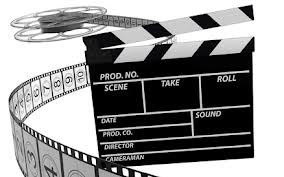 PROD. NO.
SCENE TAKE ROLL
DATE SOUND
PROD. CO.
DIRECTOR
CAMERAMAN